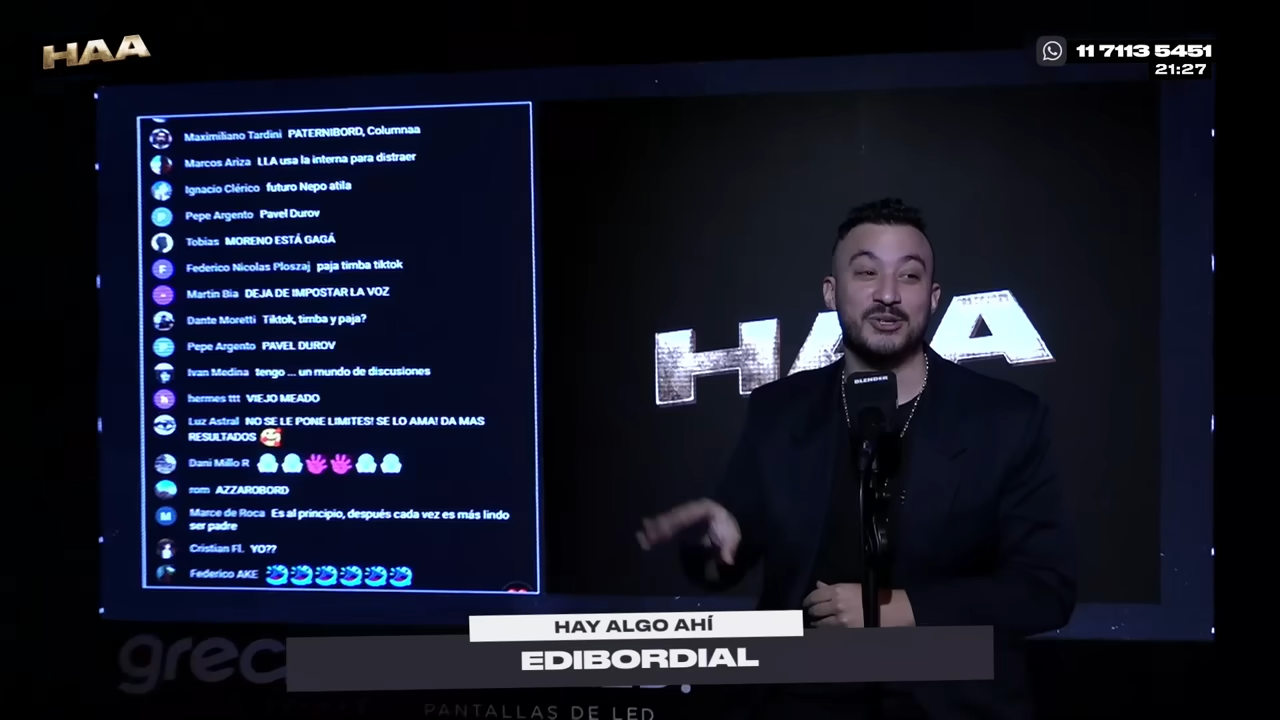 HAA
11 7113 5451
21:27
Maximiliano Tardini PATERNIBORD, Columnaa
Marcos Ariza LLA usa la interna para distraer
Ignacio Clérico futuro Nepo atila
Pepe Argento Pavel Durov
Tobias MORENO ESTÁ GAGÁ
Federico Nicolas Ploszaj paja timba tiktok
Martin Bia DEJA DE IMPOSTAR LA VOZ
Dante Moretti Tiktok, timba y paja?
Pepe Argento PAVEL DUROV
Ivan Medina tengo ... un mundo de discusiones
hermes ttt VIEJO MEADO
Luz Astral NO SE LE PONE LIMITES! SE LO AMA! DA MAS
RESULTADOS
Dani Millo R
rom AZZAROBORD
Marce de Roca Es al principio, después cada vez es más lindo
ser padre
Cristian Fl. YO??
Federico AKE
HAA
BLENDER
HAY ALGO AHÍ
EDIBORDIAL
grec
PANTALLAS DE LED